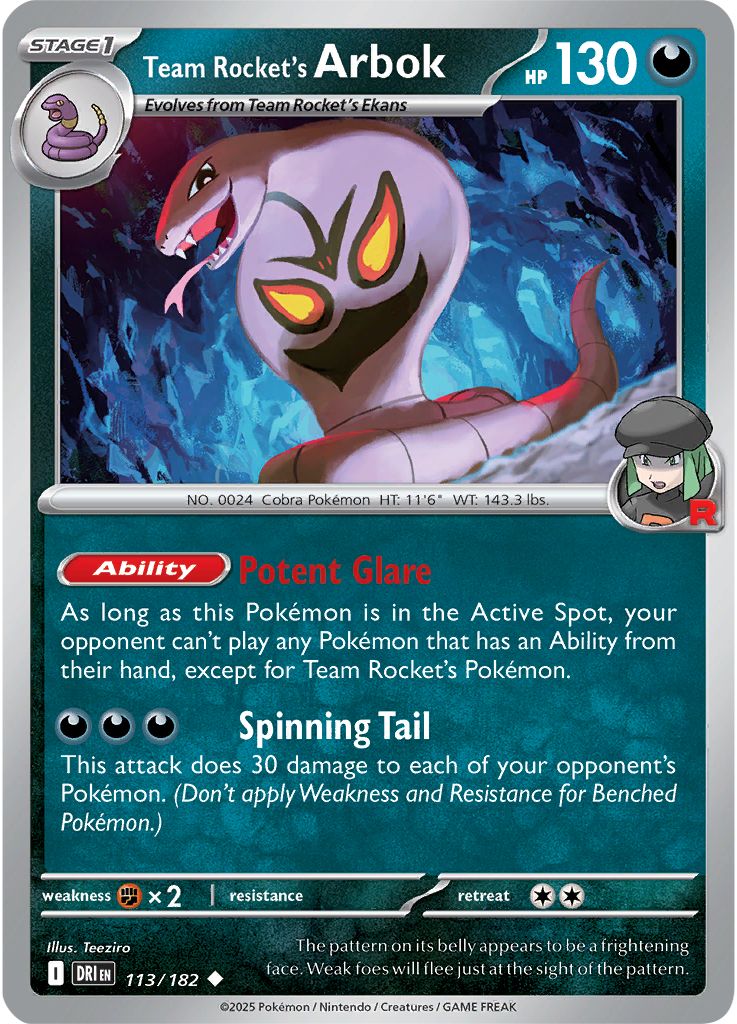 STAGE1
Team Rocket's Arbok
HP 130
Evolves from Team Rocket's Ekans
R
NO. 0024 Cobra Pokémon HT: 11'6" WT: 143.3 lbs.
Ability Potent Glare
As long as this Pokémon is in the Active Spot, your
opponent can't play any Pokémon that has an Ability from
their hand, except for Team Rocket's Pokémon.
Spinning Tail
This attack does 30 damage to each of your opponent's
Pokémon. (Don't apply Weakness and Resistance for Benched
Pokémon.)
weakness ×2 resistance retreat
Illus. Teeziro
The pattern on its belly appears to be a frightening
face. Weak foes will flee just at the sight of the pattern.
I DRI EN 113/182
©2025 Pokémon / Nintendo / Creatures / GAME FREAK